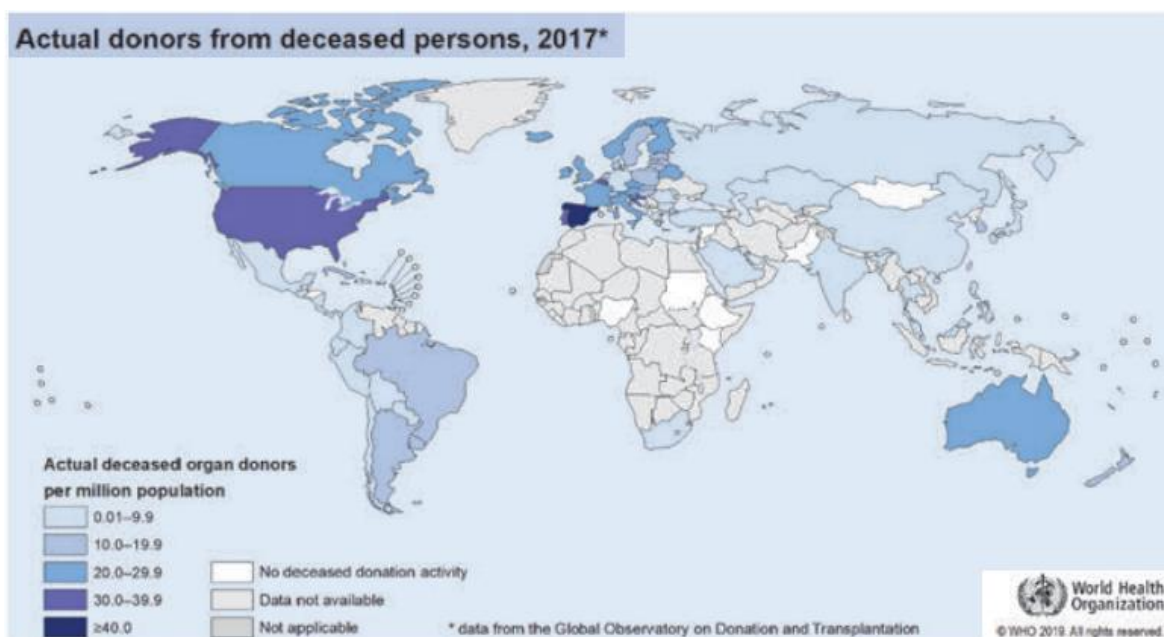 Actual donors from deceased persons, 2017*
Actual deceased organ donors
per million population
0.01–9.9
10.0–19.9
20.0–29.9
30.0–39.9
≥40.0
No deceased donation activity
Data not available
Not applicable
* data from the Global Observatory on Donation and Transplantation
World Health
Organization
© WHO 2019. All rights reserved